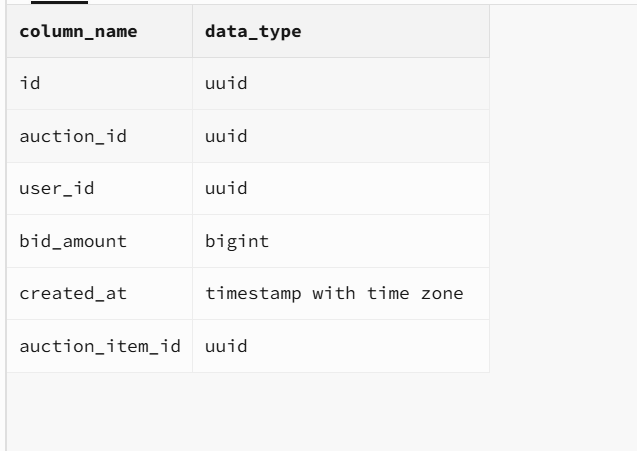 column_name data_type
id uuid
auction_id uuid
user_id uuid
bid_amount bigint
created_at timestamp with time zone
auction_item_id uuid